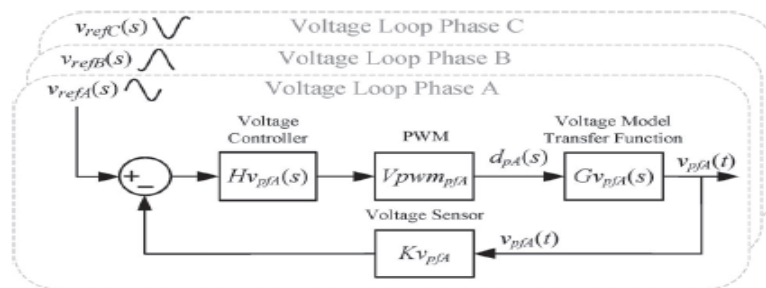 Voltage Loop Phase C
v_refC(s)
Voltage Loop Phase B
v_refB(s)
Voltage Loop Phase A
v_refA(s)
Voltage
Controller
PWM
Voltage Model
Transfer Function
+
−
Hv_pfA(s)
Vpwm_pfA
d_pA(s)
Gv_pfA(s)
v_pfA(t)
Voltage Sensor
Kv_pfA
v_pfA(t)